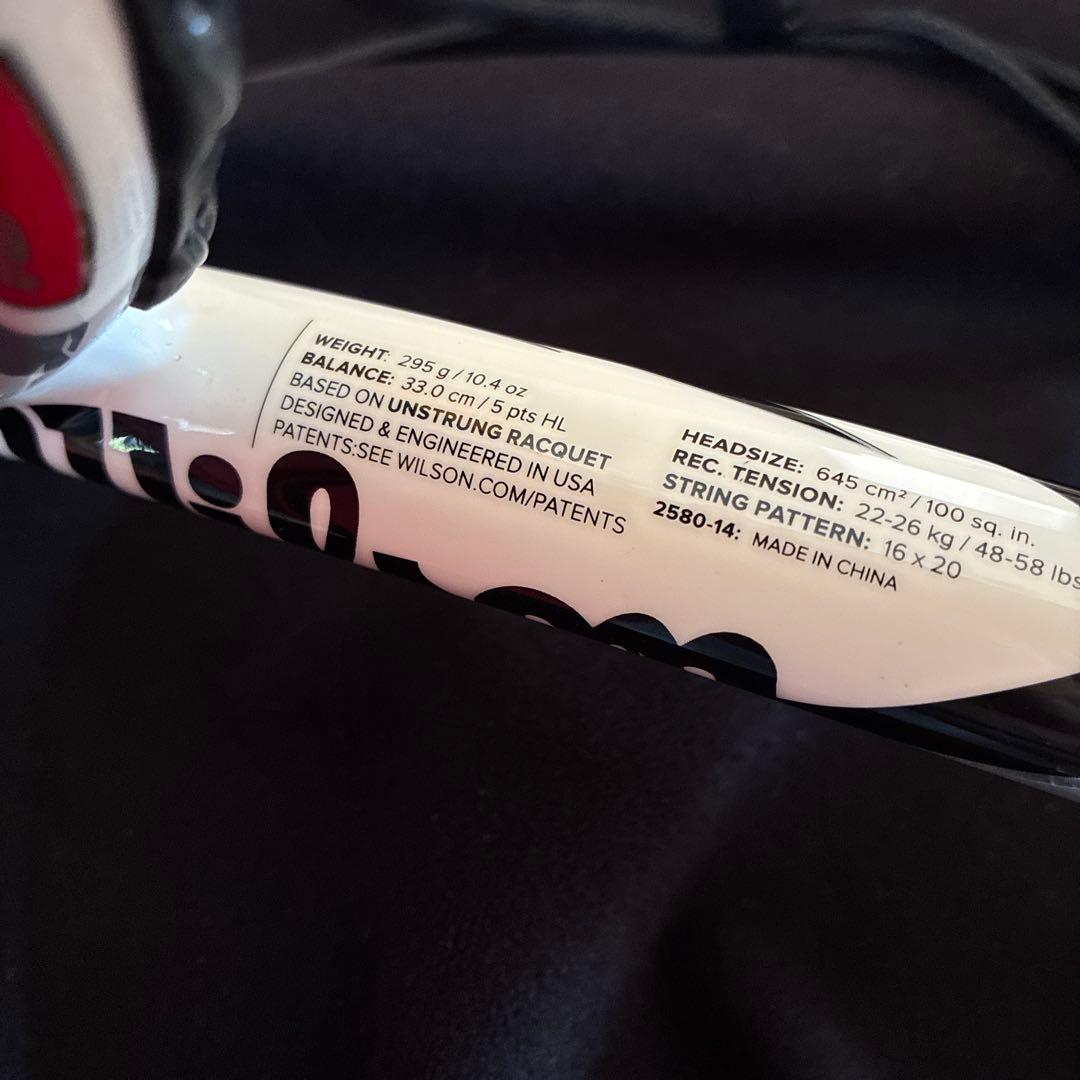 WEIGHT: 295 g / 10.4 oz
BALANCE: 33.0 cm / 5 pts HL
BASED ON UNSTRUNG RACQUET
DESIGNED & ENGINEERED IN USA
PATENTS:SEE WILSON.COM/PATENTS
HEADSIZE: 645 cm² / 100 sq. in.
REC. TENSION: 22-26 kg / 48-58 lbs
STRING PATTERN: 16 x 20
2580-14: MADE IN CHINA